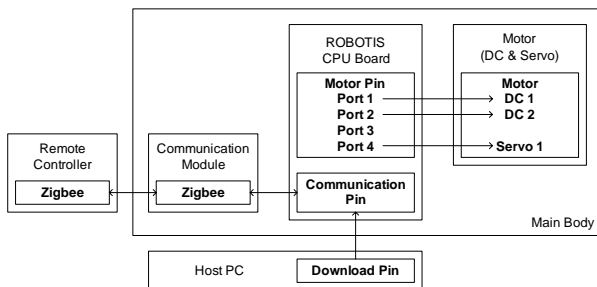 ROBOTIS
CPU Board
Motor Pin
Port 1
Port 2
Port 3
Port 4
Motor
(DC & Servo)
Motor
DC 1
DC 2
Servo 1
Remote
Controller
Zigbee
Communication
Module
Zigbee
Communication
Pin
Main Body
Host PC
Download Pin